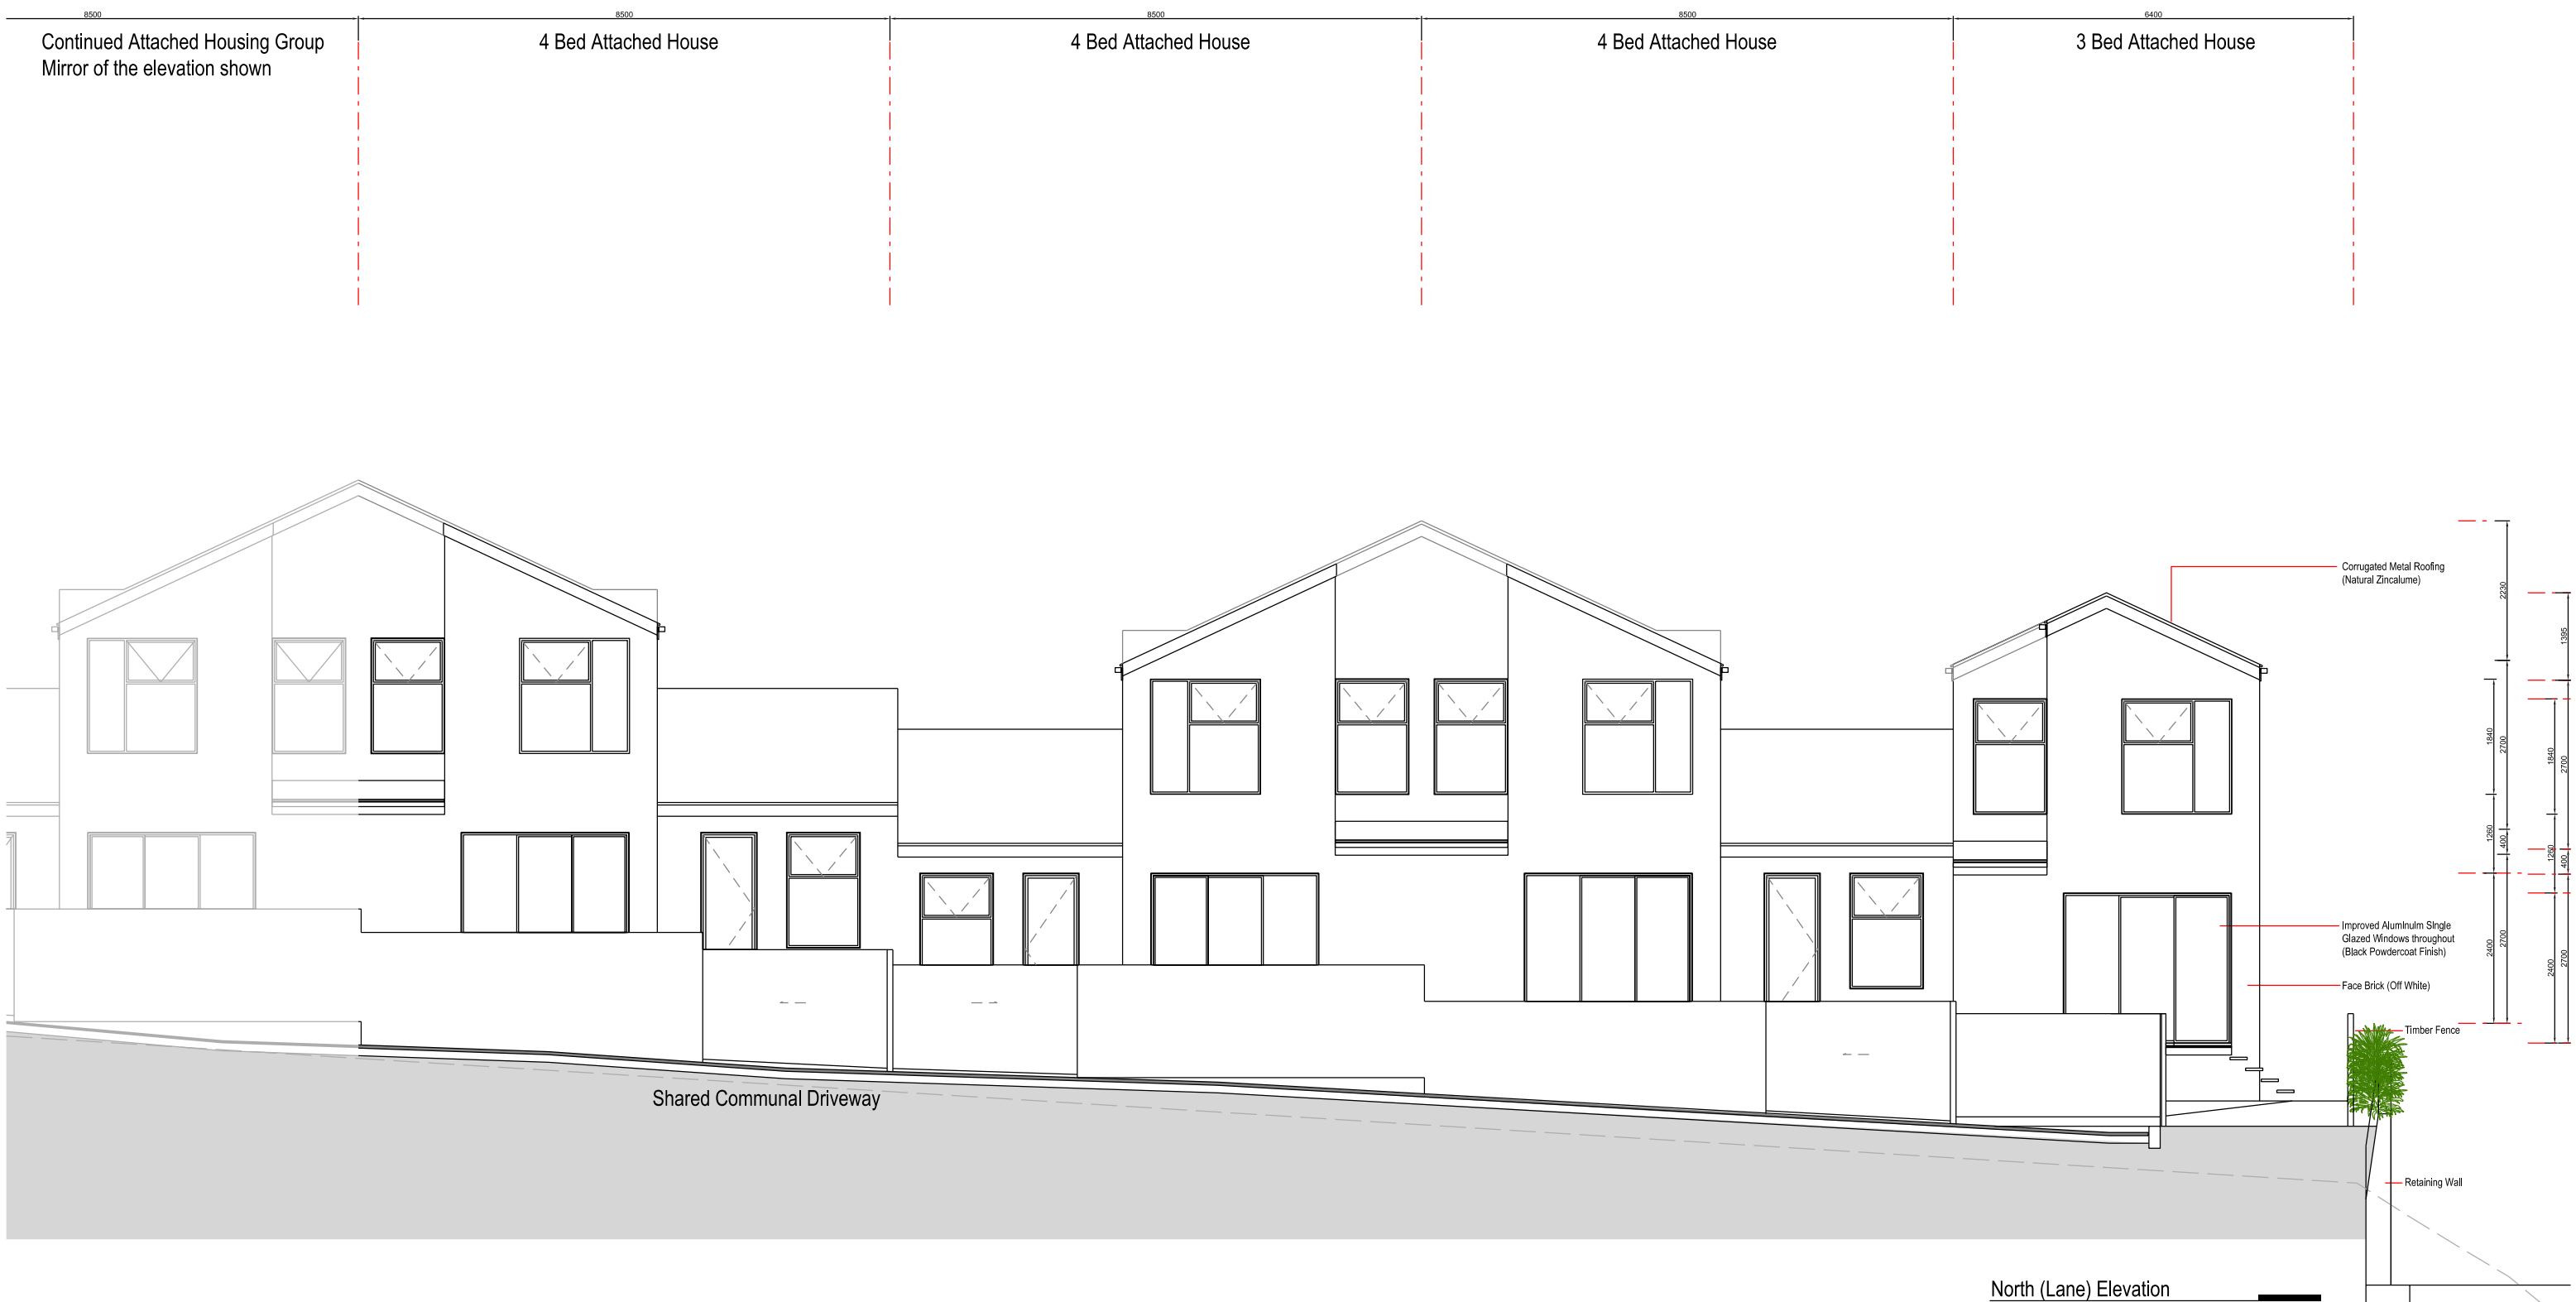 8500
8500
8500
8500
6400
Continued Attached Housing Group
Mirror of the elevation shown
4 Bed Attached House
4 Bed Attached House
4 Bed Attached House
3 Bed Attached House
Corrugated Metal Roofing
(Natural Zincalume)
2230
1395
1840
2700
1840
2700
1260
400
1260
400
2400
2700
2400
2700
Improved Aluminuim Single
Glazed Windows throughout
(Black Powdercoat Finish)
Face Brick (Off White)
Timber Fence
Shared Communal Driveway
Retaining Wall
North (Lane) Elevation